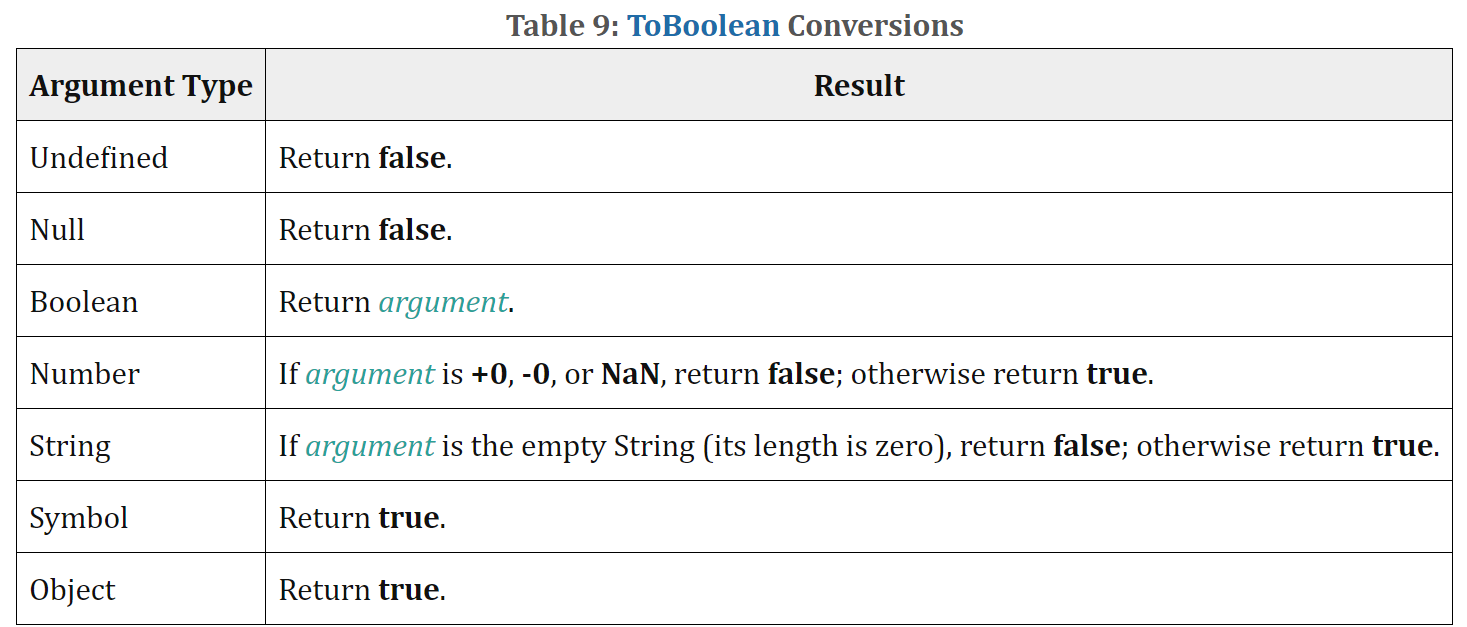 Table 9: ToBoolean Conversions
Argument Type Result
Undefined Return false.
Null Return false.
Boolean Return argument.
Number If argument is +0, -0, or NaN, return false; otherwise return true.
String If argument is the empty String (its length is zero), return false; otherwise return true.
Symbol Return true.
Object Return true.